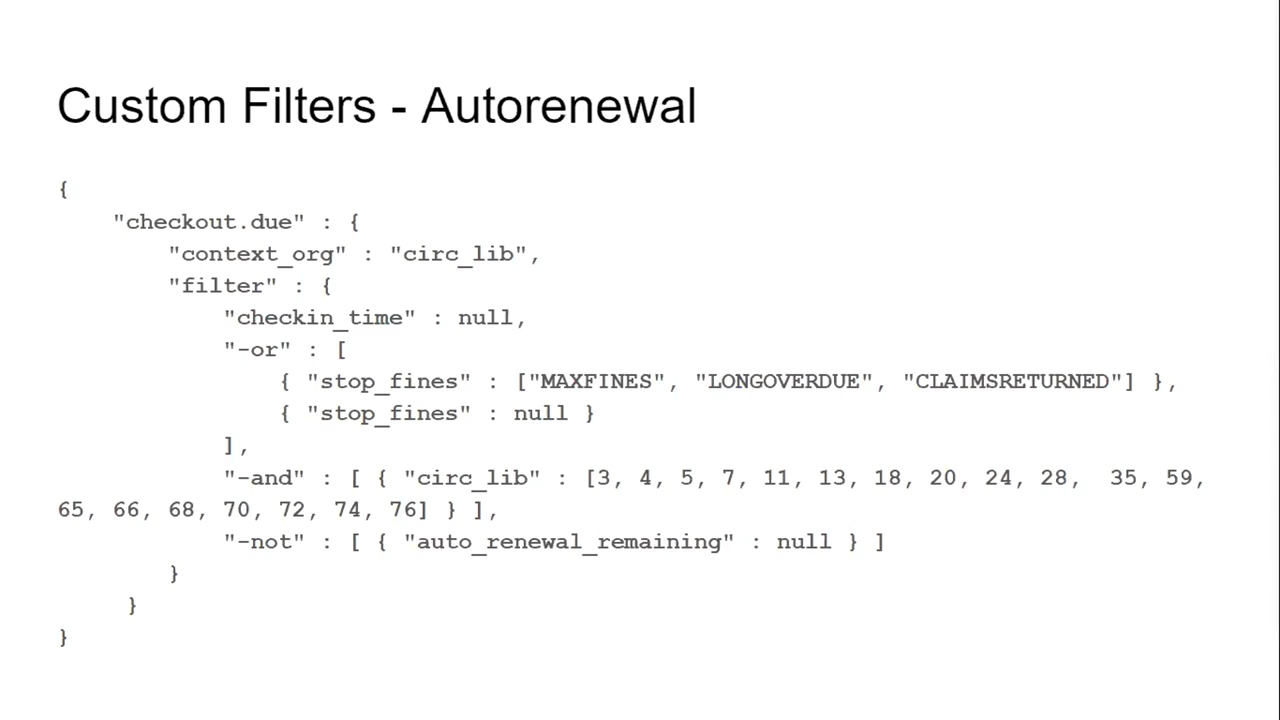 Custom Filters - Autorenewal
{
"checkout.due" : {
"context_org" : "circ_lib",
"filter" : {
"checkin_time" : null,
"-or" : [
{ "stop_fines" : ["MAXFINES", "LONGOVERDUE", "CLAIMSRETURNED"] },
{ "stop_fines" : null }
],
"-and" : [ { "circ_lib" : [3, 4, 5, 7, 11, 13, 18, 20, 24, 28,  35, 59,
65, 66, 68, 70, 72, 74, 76] } ],
"-not" : [ { "auto_renewal_remaining" : null } ]
}
}
}